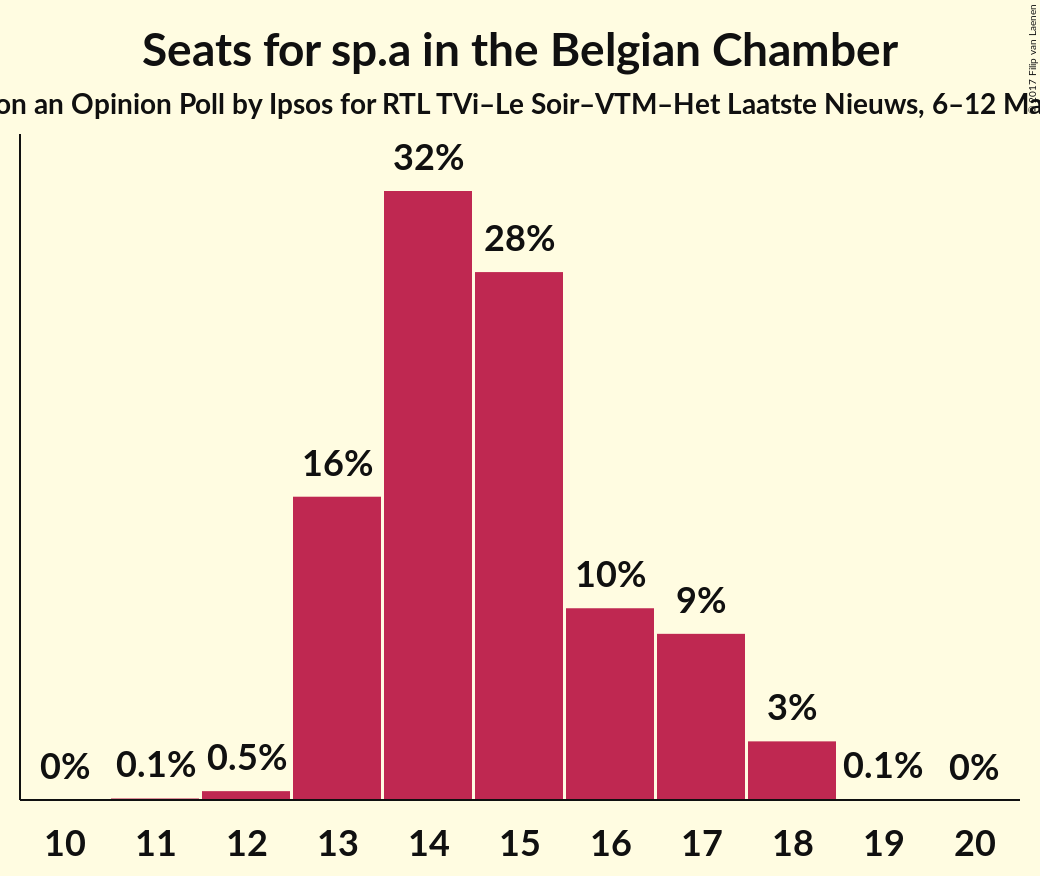 Seats for sp.a in the Belgian Chamber
on an Opinion Poll by Ipsos for RTL TVi–Le Soir–VTM–Het Laatste Nieuws, 6–12 Ma
© 2017 Filip van Laenen
32%
28%
16%
10%
9%
3%
0% 0.1% 0.5% 0.1% 0%
10 11 12 13 14 15 16 17 18 19 20